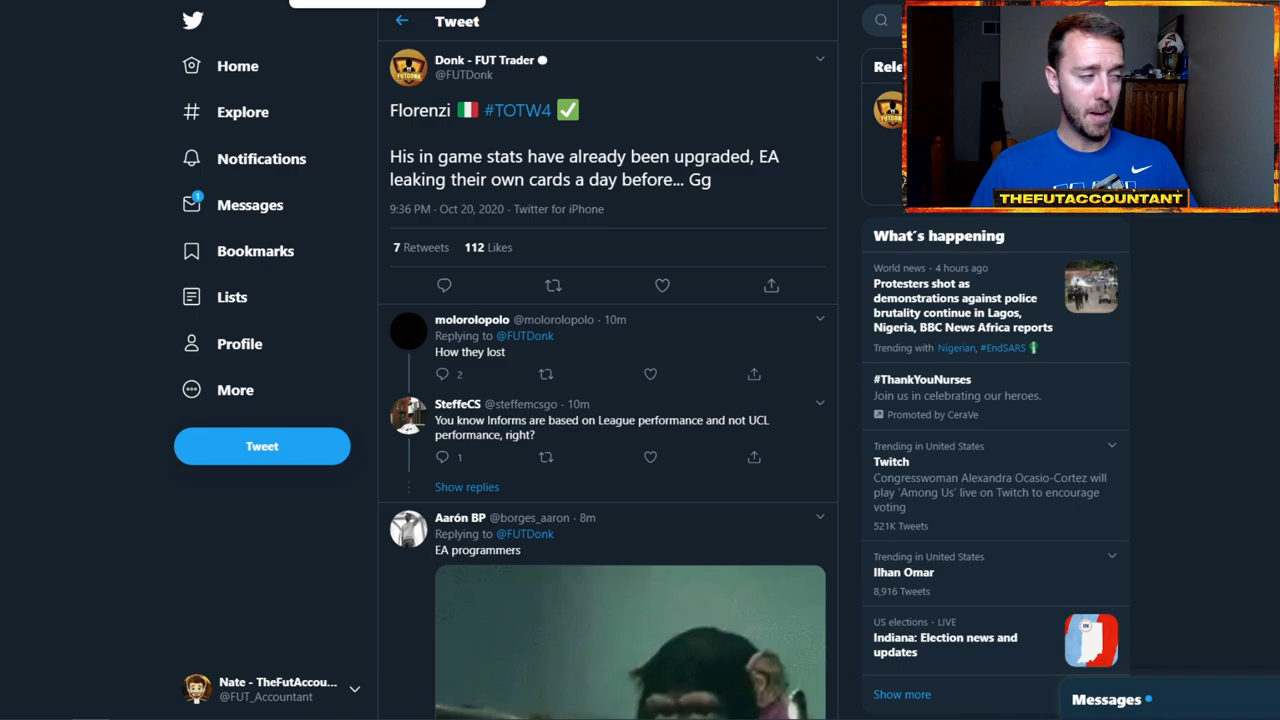 Home
Explore
Notifications
1
Messages
Bookmarks
Lists
Profile
More
Tweet
Nate - TheFutAccou...
@FUT_Accountant
Tweet
Donk - FUT Trader
@FUTDonk
Florenzi 🇮🇹 #TOTW4 ✅
His in game stats have already been upgraded, EA
leaking their own cards a day before... Gg
9:36 PM · Oct 20, 2020 · Twitter for iPhone
7 Retweets 112 Likes
molorolopolo @molorolopolo · 10m
Replying to @FUTDonk
How they lost
2
SteffeCS @steffemcsgo · 10m
You know Informs are based on League performance and not UCL
performance, right?
1
Show replies
Aarón BP @borges_aaron · 8m
Replying to @FUTDonk
EA programmers
Rele
THEFUTACCOUNTANT
What's happening
World news · 4 hours ago
Protesters shot as
demonstrations against police
brutality continue in Lagos,
Nigeria, BBC News Africa reports
Trending with Nigerian, #EndSARS
#ThankYouNurses
Join us in celebrating our heroes.
Promoted by CeraVe
Trending in United States
Twitch
Congresswoman Alexandra Ocasio-Cortez will
play 'Among Us' live on Twitch to encourage
voting
521K Tweets
Trending in United States
Ilhan Omar
8,916 Tweets
US elections · LIVE
Indiana: Election news and
updates
Show more
Messages